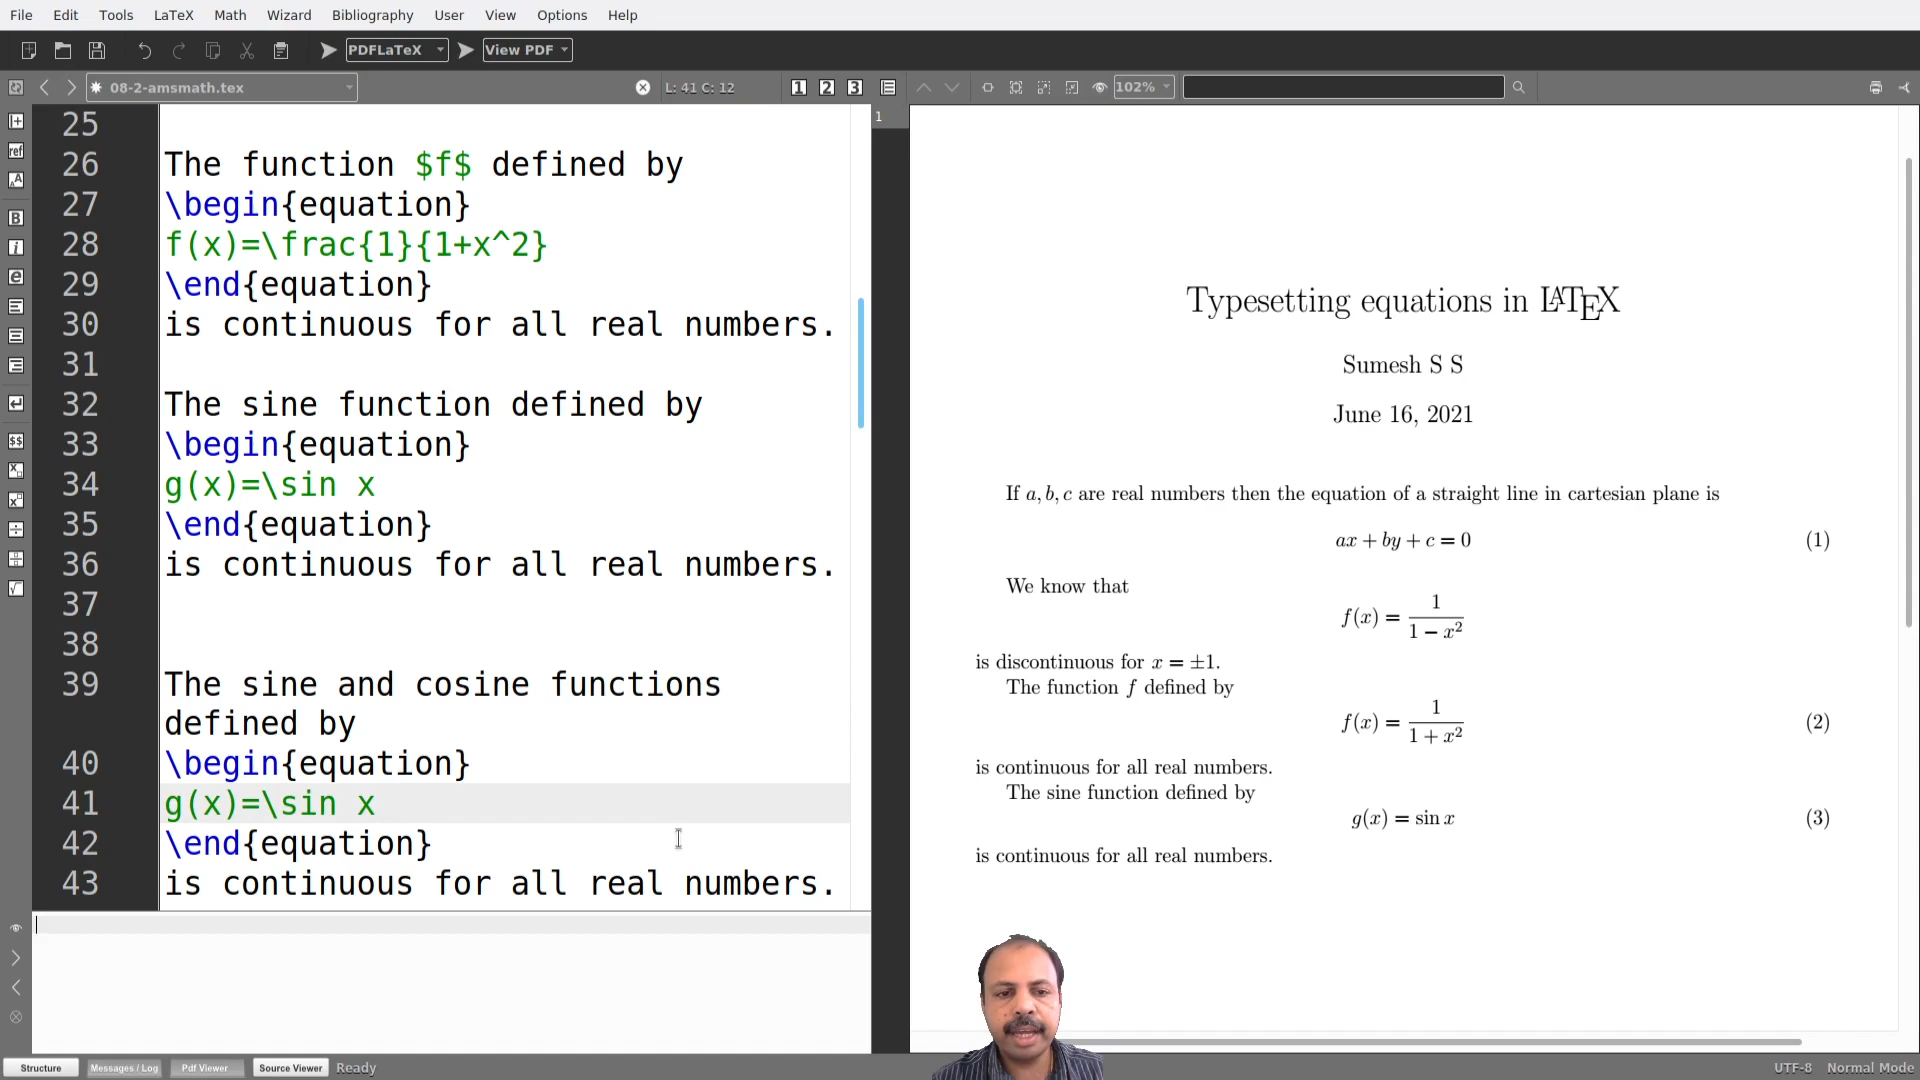 File Edit Tools LaTeX Math Wizard Bibliography User View Options Help
PDFLaTeX View PDF
08-2-amsmath.tex L: 41 C: 12 1 2 3 102%
25
26 The function $f$ defined by
27 \begin{equation}
28 f(x)=\frac{1}{1+x^2}
29 \end{equation}
30 is continuous for all real numbers.
31
32 The sine function defined by
33 \begin{equation}
34 g(x)=\sin x
35 \end{equation}
36 is continuous for all real numbers.
37
38
39 The sine and cosine functions
defined by
40 \begin{equation}
41 g(x)=\sin x
42 \end{equation}
43 is continuous for all real numbers.
1
Typesetting equations in LATEX
Sumesh S S
June 16, 2021
If a, b, c are real numbers then the equation of a straight line in cartesian plane is
ax + by + c = 0 (1)
We know that
f(x) = 1 / (1 − x²)
is discontinuous for x = ±1.
The function f defined by
f(x) = 1 / (1 + x²) (2)
is continuous for all real numbers.
The sine function defined by
g(x) = sin x (3)
is continuous for all real numbers.
Structure Messages / Log Pdf Viewer Source Viewer Ready UTF-8 Normal Mode